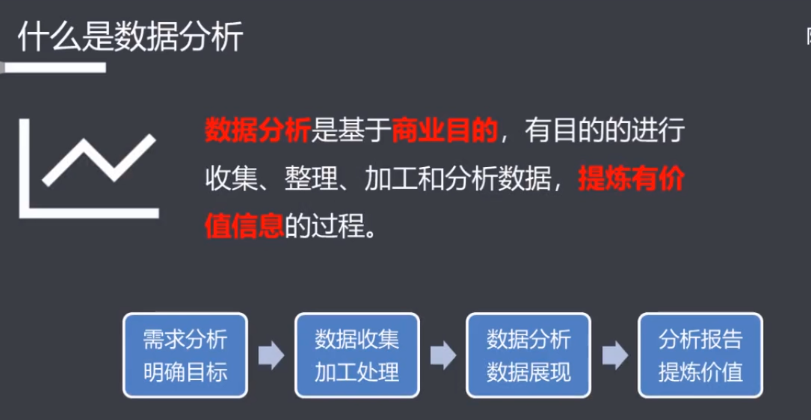 什么是数据分析
数据分析是基于商业目的，有目的的进行
收集、整理、加工和分析数据，提炼有价
值信息的过程。
需求分析
明确目标
数据收集
加工处理
数据分析
数据展现
分析报告
提炼价值